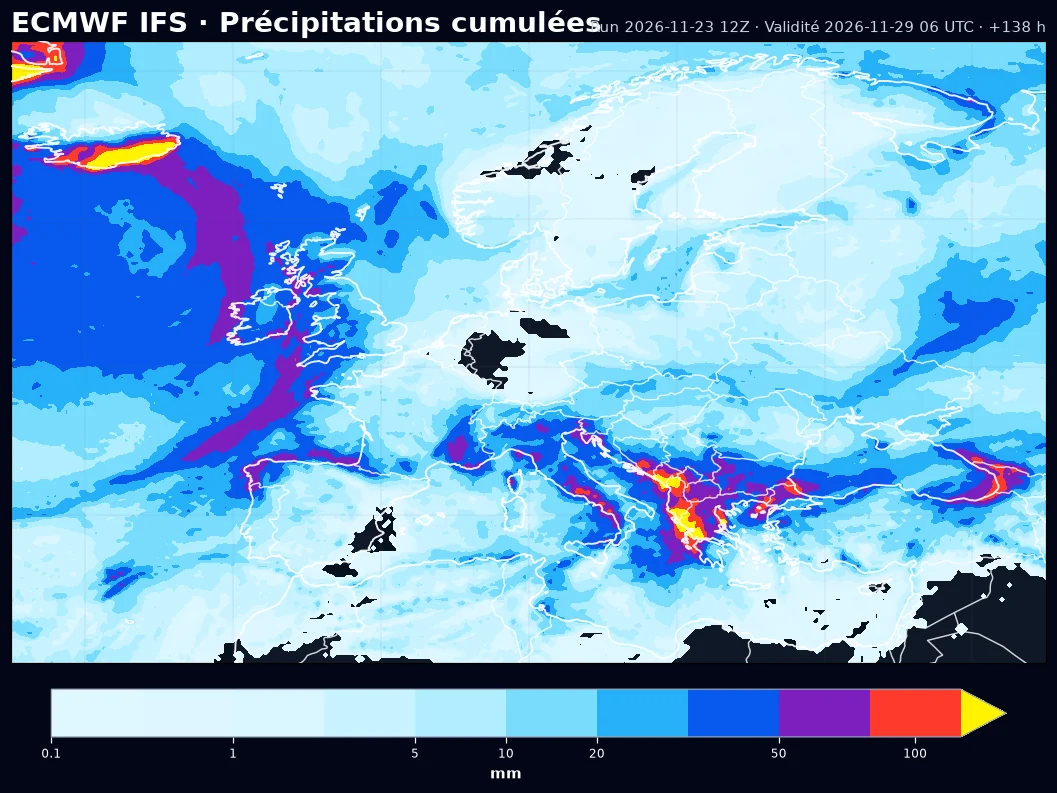 ECMWF IFS · Précipitations cumulées
Run 2026-11-23 12Z · Validité 2026-11-29 06 UTC · +138 h
0.1 1 5 10 20 50 100
mm